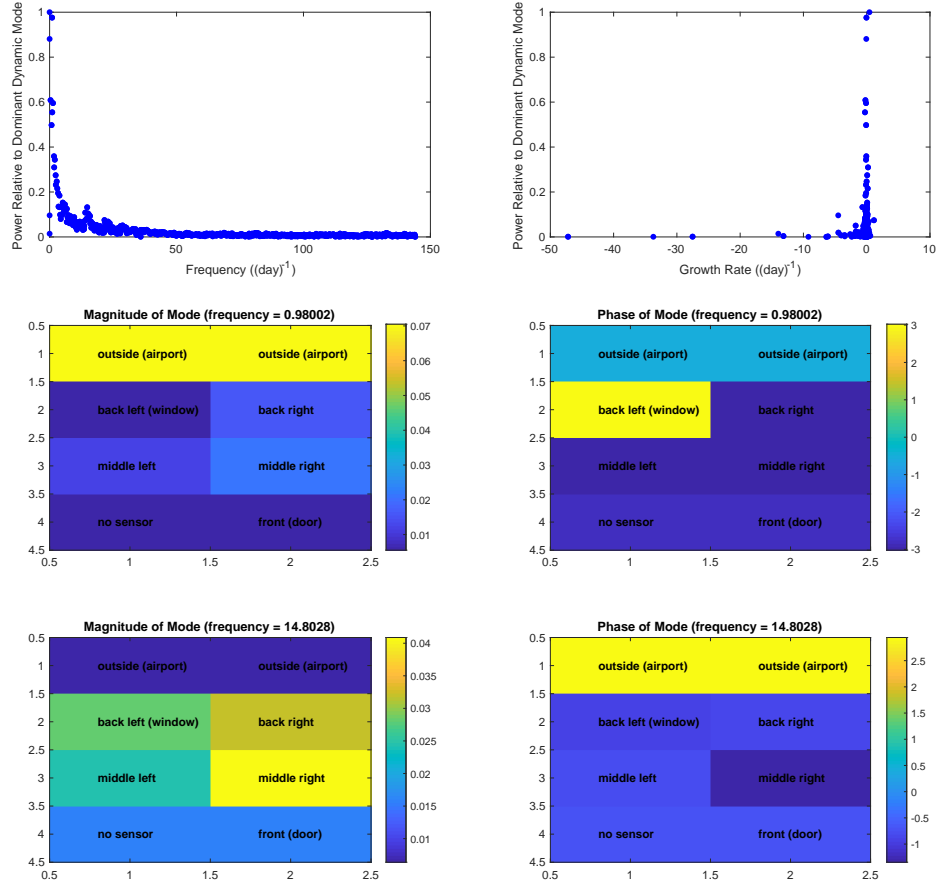 Power Relative to Dominant Dynamic Mode
1
0.8
0.6
0.4
0.2
0
0 50 100 150
Frequency ((day)-1)
Power Relative to Dominant Dynamic Mode
1
0.8
0.6
0.4
0.2
0
-50 -40 -30 -20 -10 0 10
Growth Rate ((day)-1)
Magnitude of Mode (frequency = 0.98002)
0.5
1
1.5
2
2.5
3
3.5
4
4.5
outside (airport) outside (airport)
back left (window) back right
middle left middle right
no sensor front (door)
0.5 1 1.5 2 2.5
0.07
0.06
0.05
0.04
0.03
0.02
0.01
Phase of Mode (frequency = 0.98002)
0.5
1
1.5
2
2.5
3
3.5
4
4.5
outside (airport) outside (airport)
back left (window) back right
middle left middle right
no sensor front (door)
0.5 1 1.5 2 2.5
3
2
1
0
-1
-2
-3
Magnitude of Mode (frequency = 14.8028)
0.5
1
1.5
2
2.5
3
3.5
4
4.5
outside (airport) outside (airport)
back left (window) back right
middle left middle right
no sensor front (door)
0.5 1 1.5 2 2.5
0.04
0.035
0.03
0.025
0.02
0.015
0.01
Phase of Mode (frequency = 14.8028)
0.5
1
1.5
2
2.5
3
3.5
4
4.5
outside (airport) outside (airport)
back left (window) back right
middle left middle right
no sensor front (door)
0.5 1 1.5 2 2.5
2.5
2
1.5
1
0.5
0
-0.5
-1